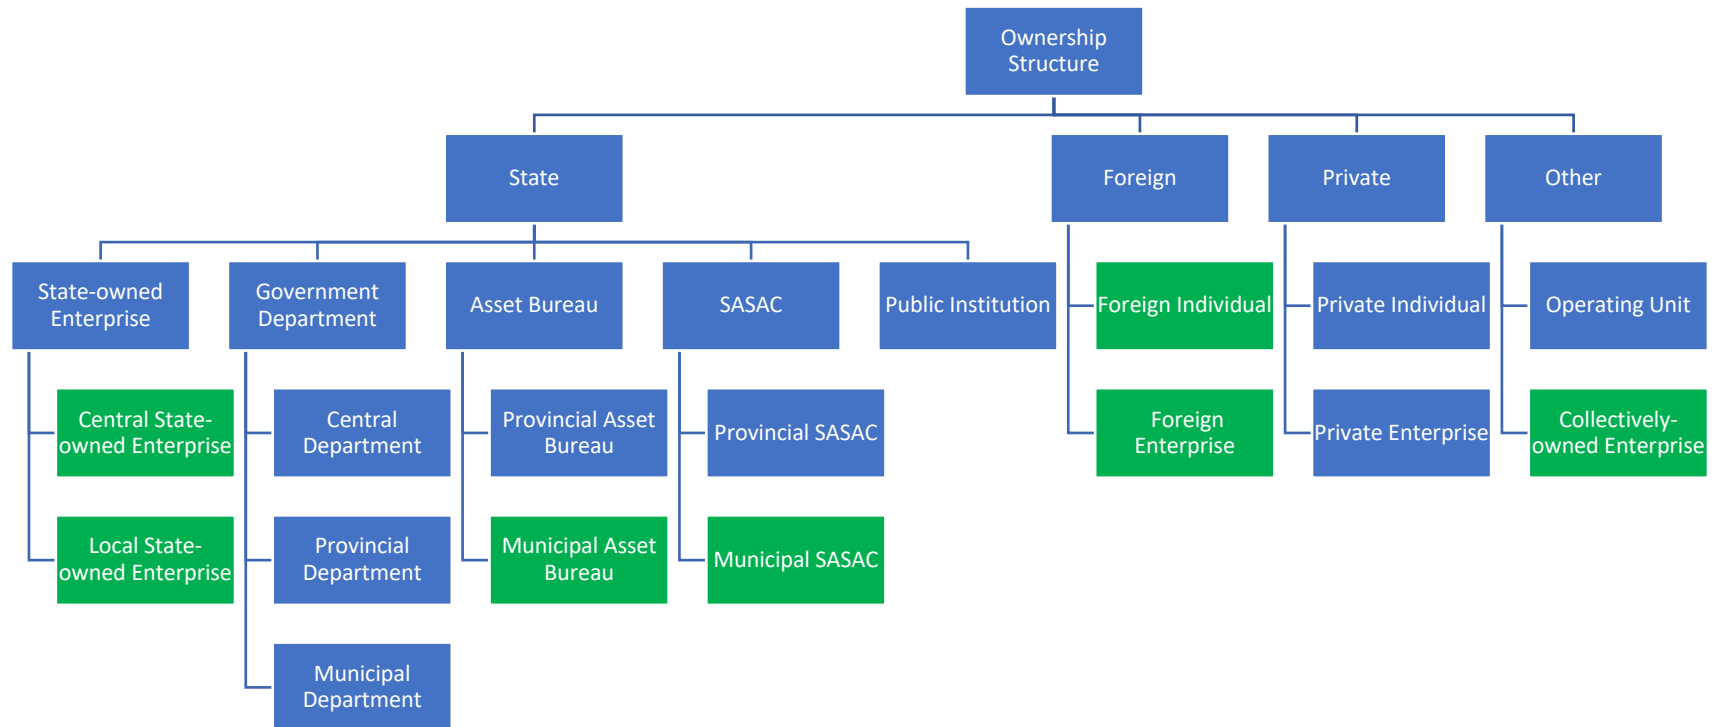 Ownership
Structure
State
Foreign
Private
Other
State-owned
Enterprise
Government
Department
Asset Bureau
SASAC
Public Institution
Foreign Individual
Private Individual
Operating Unit
Central State-
owned Enterprise
Central
Department
Provincial Asset
Bureau
Provincial SASAC
Foreign
Enterprise
Private Enterprise
Collectively-
owned Enterprise
Local State-
owned Enterprise
Provincial
Department
Municipal Asset
Bureau
Municipal SASAC
Municipal
Department